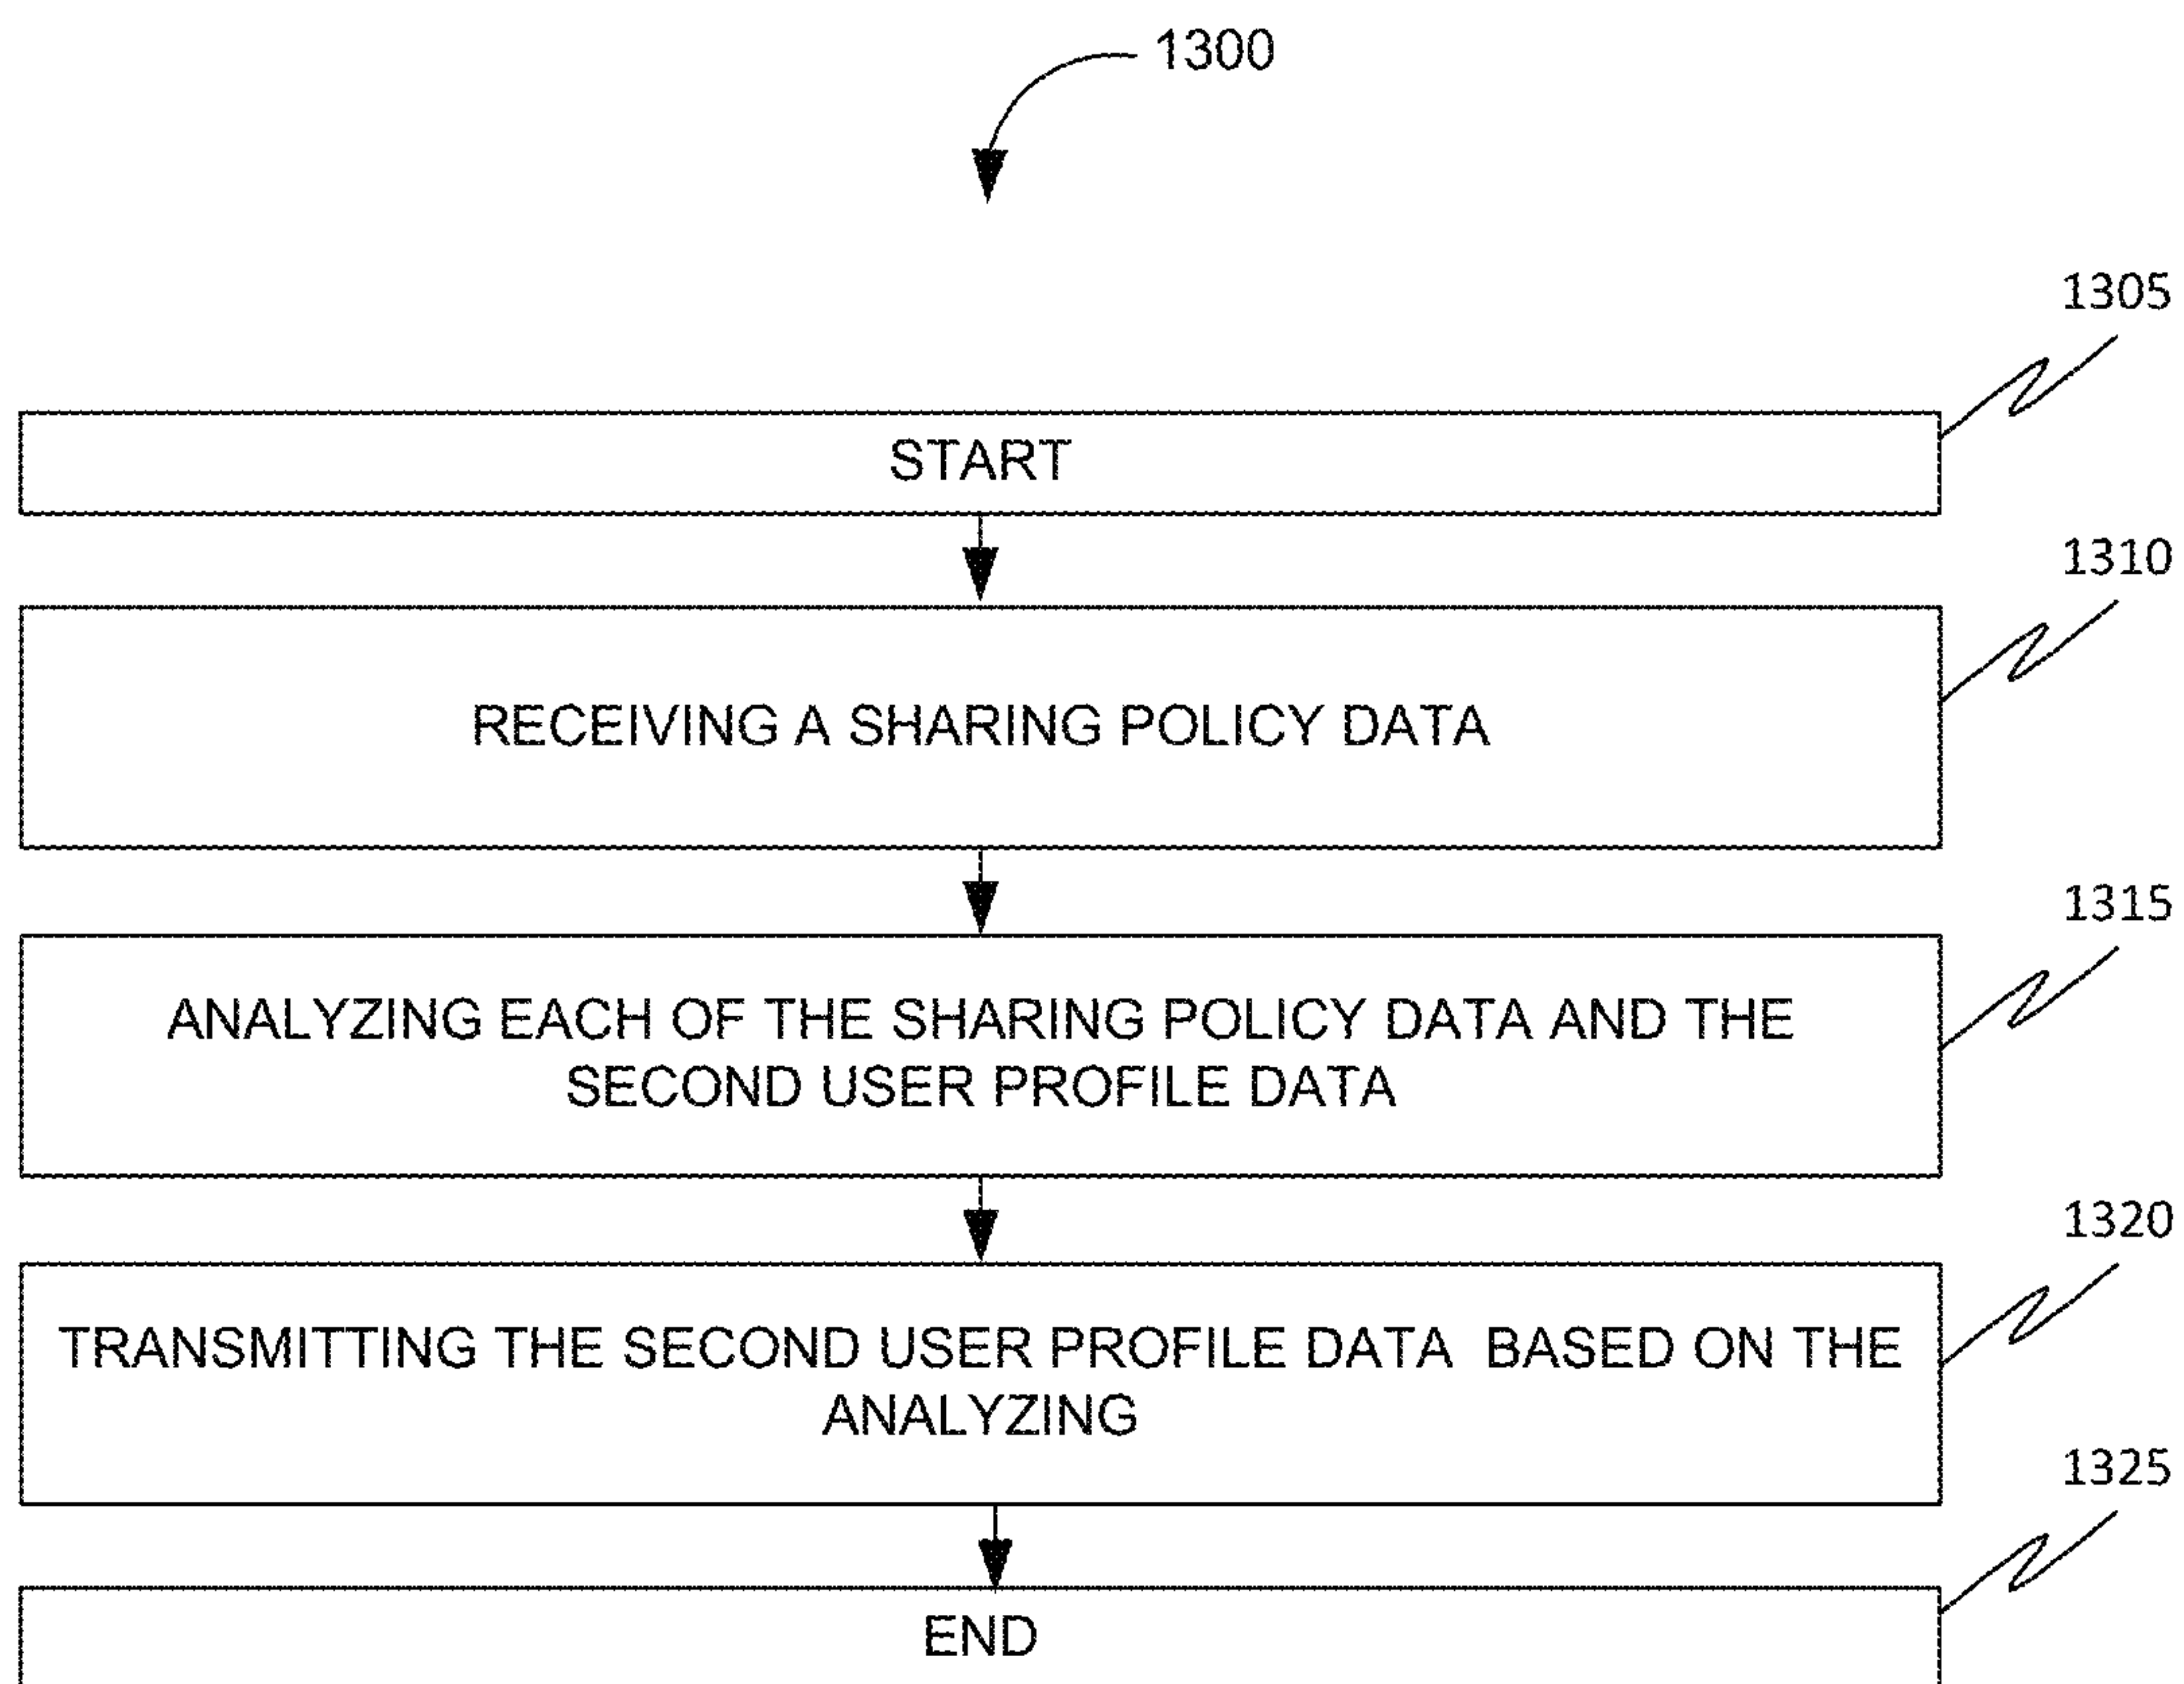 1300
1305
START
1310
RECEIVING A SHARING POLICY DATA
1315
ANALYZING EACH OF THE SHARING POLICY DATA AND THE
SECOND USER PROFILE DATA
1320
TRANSMITTING THE SECOND USER PROFILE DATA  BASED ON THE
ANALYZING
1325
END